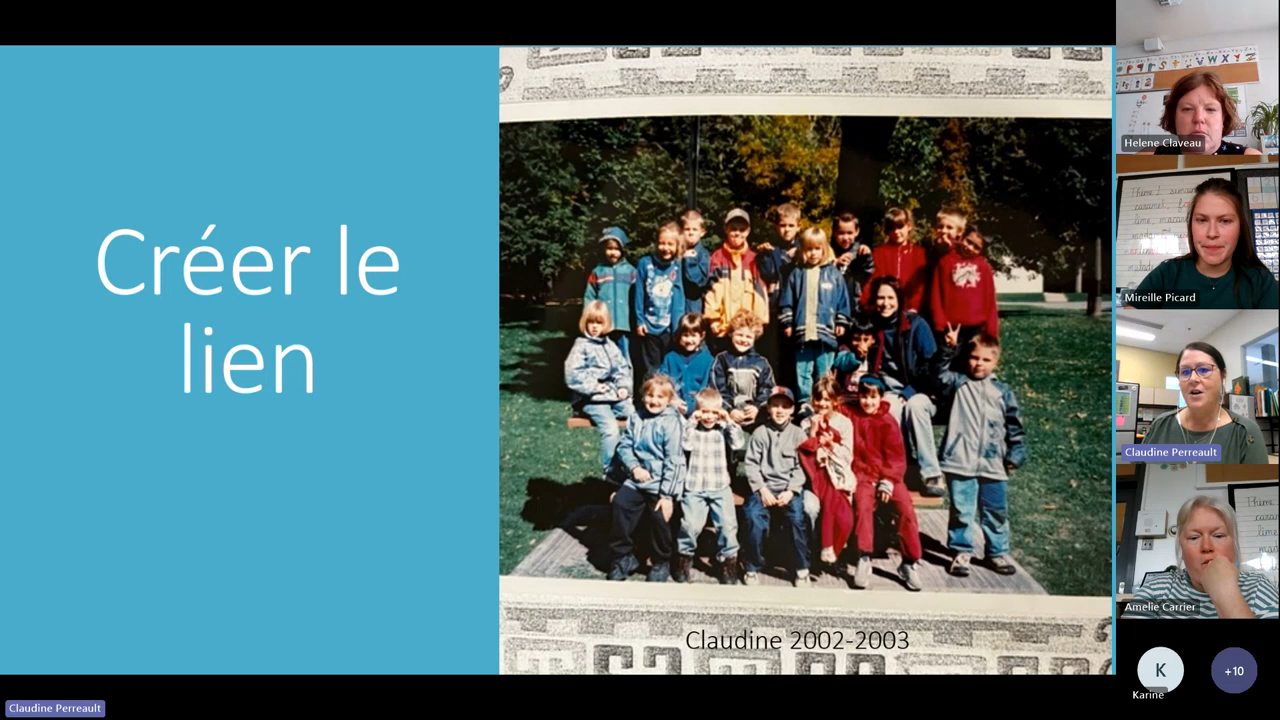 Créer le
lien
Claudine 2002-2003
Helene Claveau
Mireille Picard
Claudine Perreault
Amelie Carrier
K
Karine
+10
Claudine Perreault